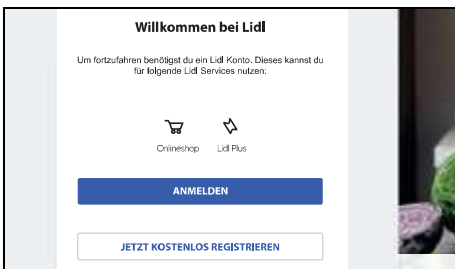 Willkommen bei Lidl
Um fortzufahren benötigst du ein Lidl Konto. Dieses kannst du
für folgende Lidl Services nutzen:
Onlineshop Lidl Plus
ANMELDEN
JETZT KOSTENLOS REGISTRIEREN